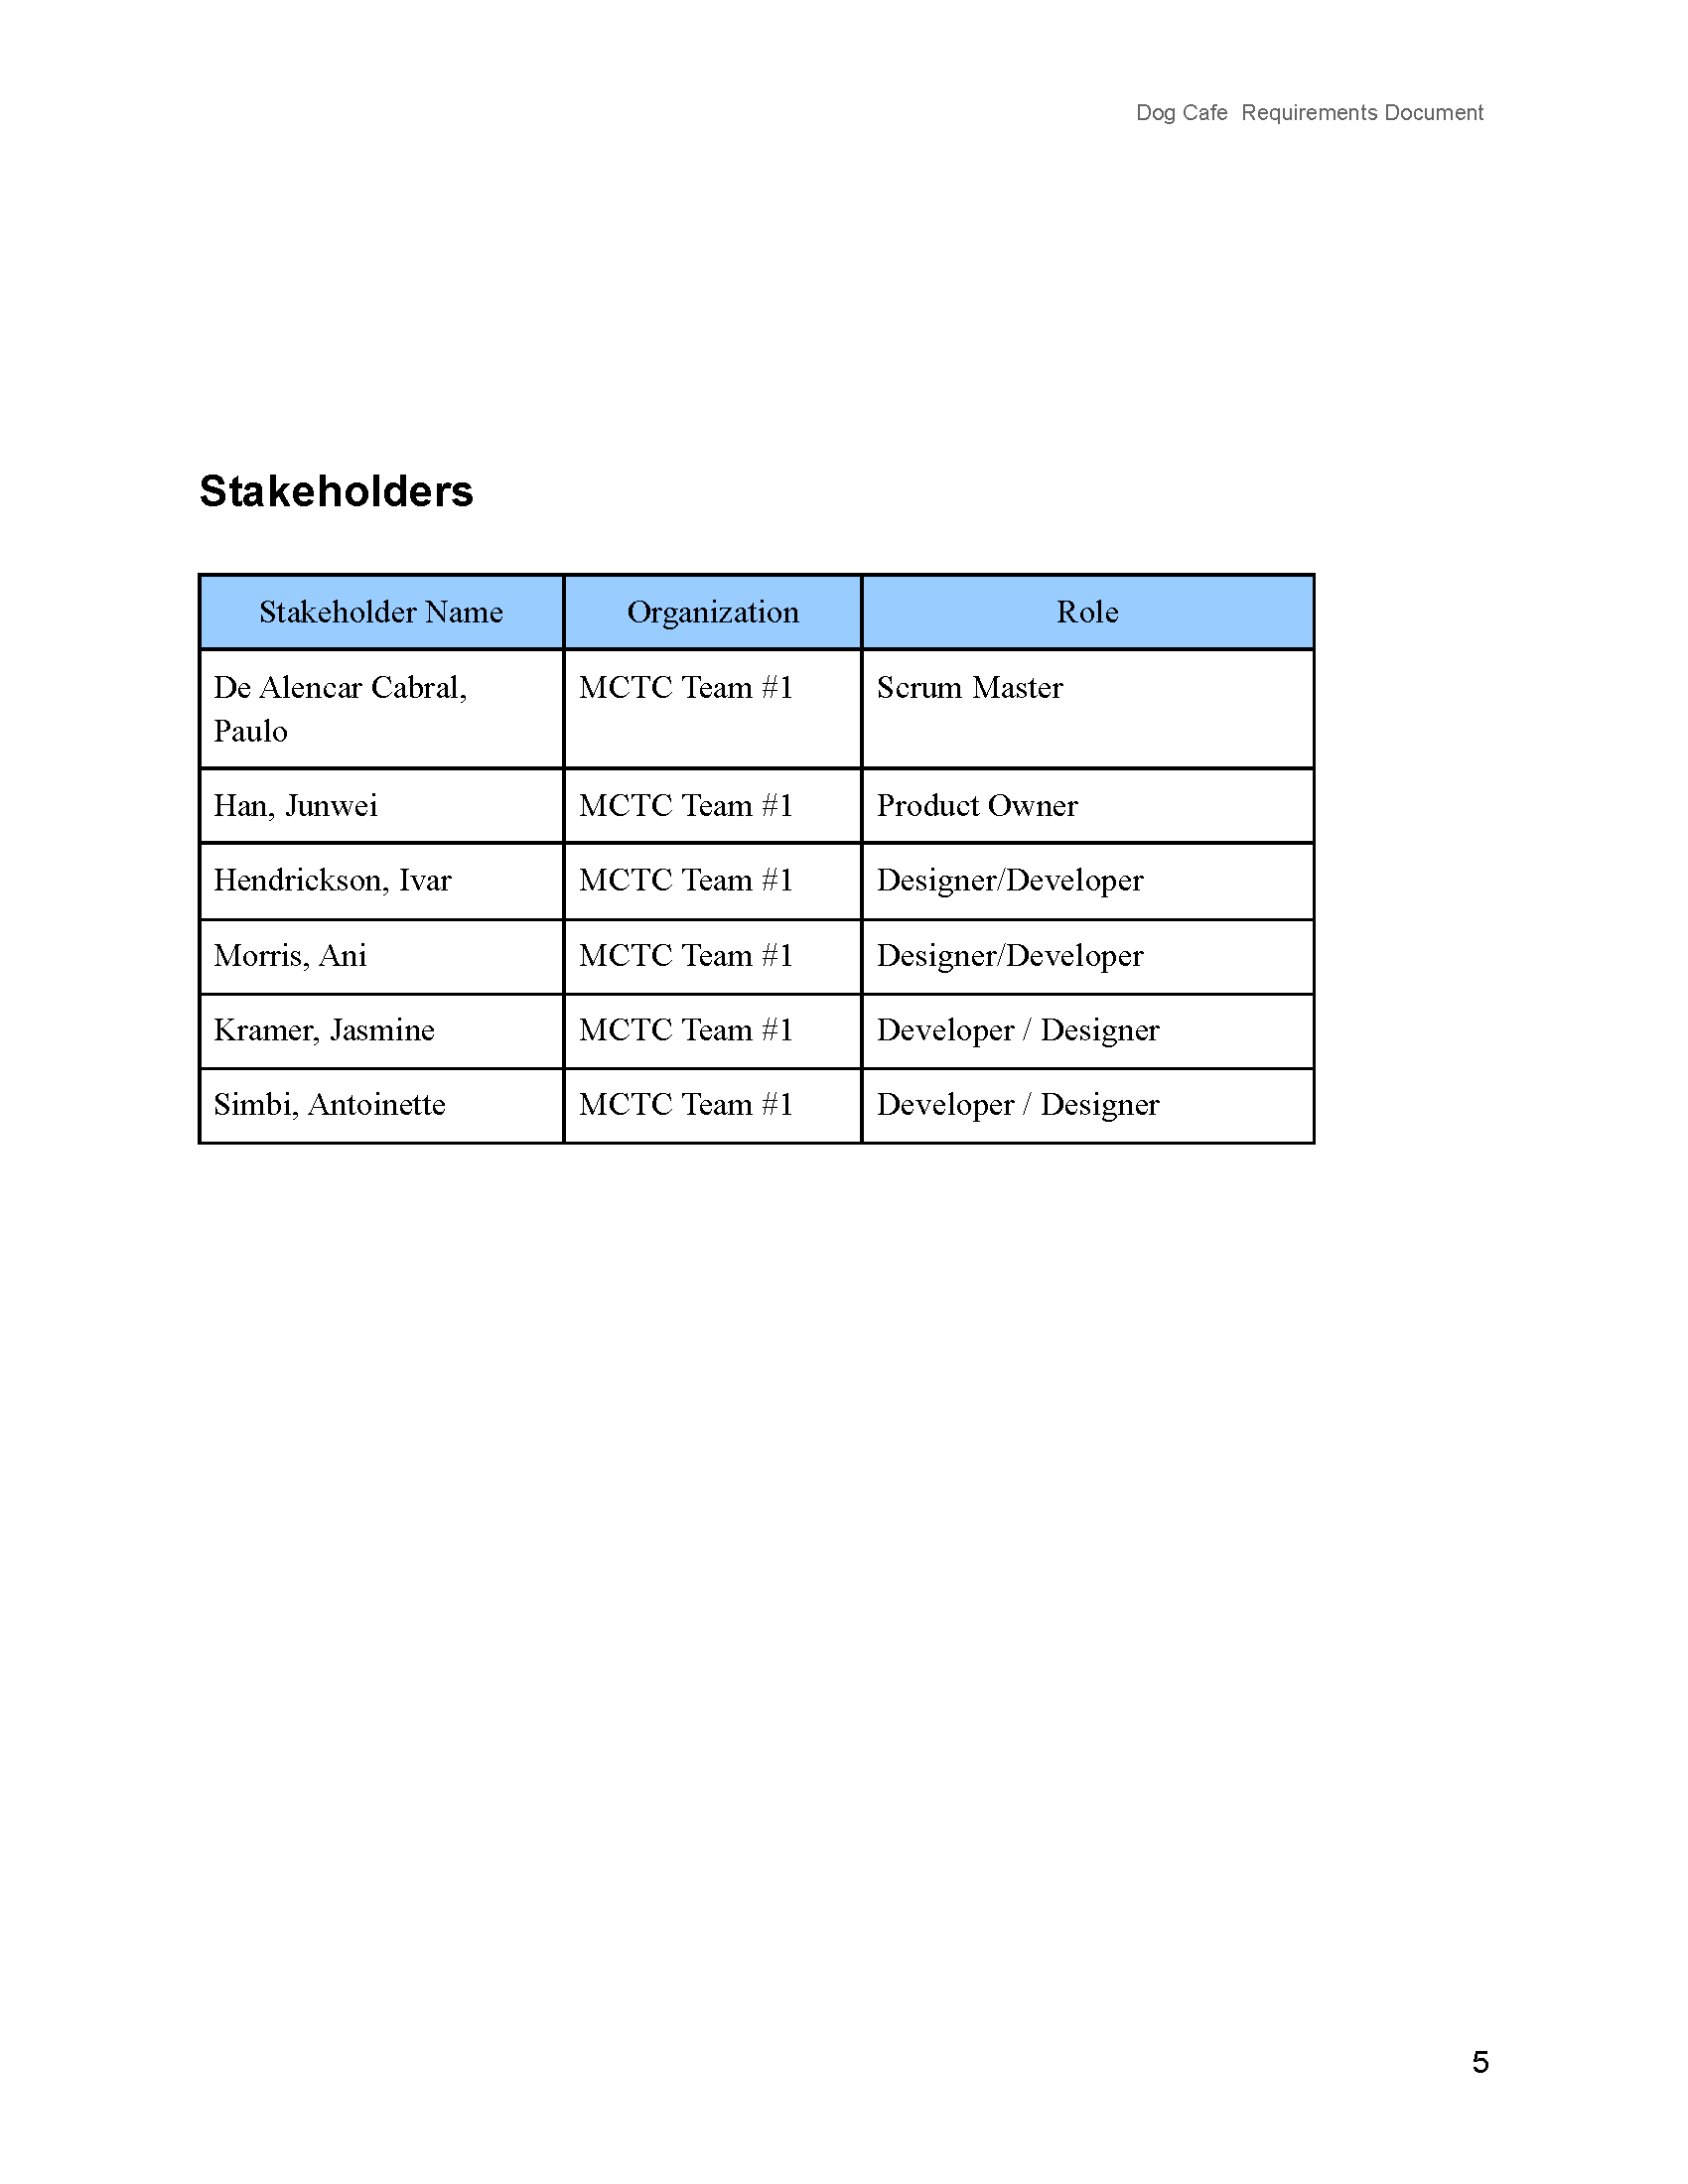 Dog Cafe  Requirements Document
Stakeholders
Stakeholder Name Organization Role
De Alencar Cabral, MCTC Team #1 Scrum Master
Paulo
Han, Junwei MCTC Team #1 Product Owner
Hendrickson, Ivar MCTC Team #1 Designer/Developer
Morris, Ani MCTC Team #1 Designer/Developer
Kramer, Jasmine MCTC Team #1 Developer / Designer
Simbi, Antoinette MCTC Team #1 Developer / Designer
5